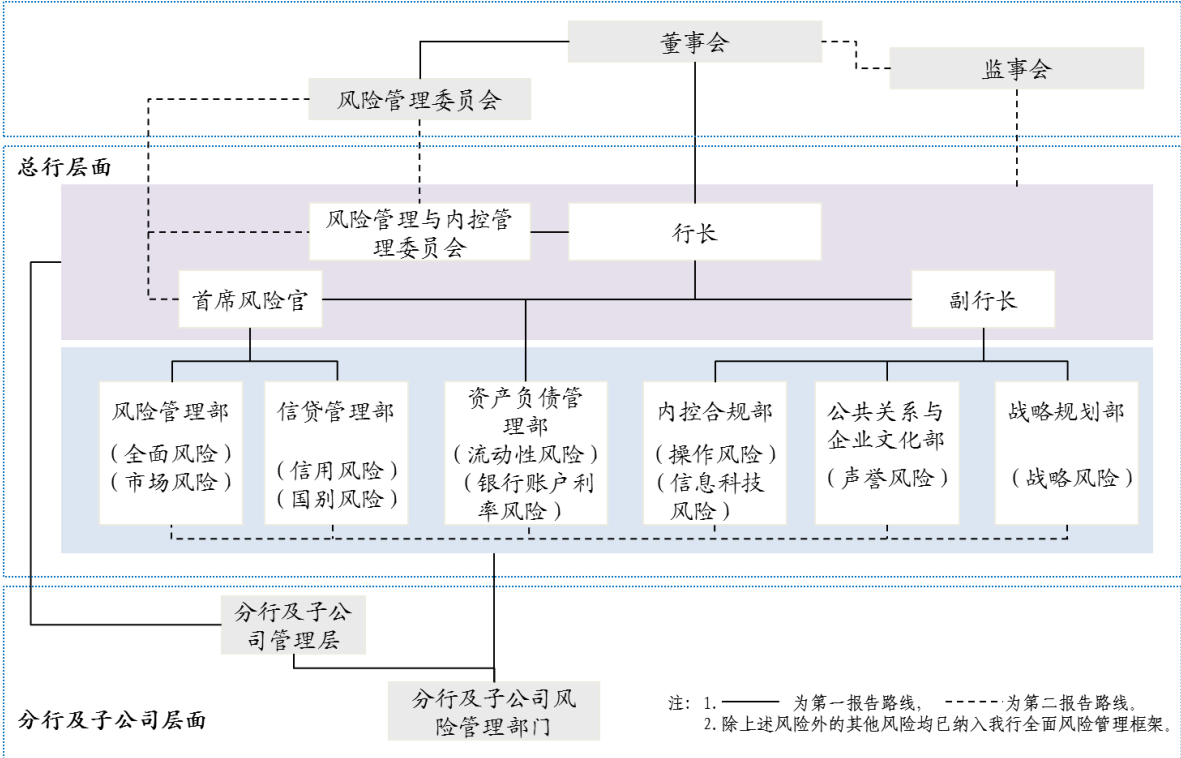 董事会
监事会
风险管理委员会
总行层面
风险管理与内控管
理委员会
行长
首席风险官
副行长
风险管理部
（全面风险）
（市场风险）
信贷管理部
（信用风险）
（国别风险）
资产负债管
理部
（流动性风险）
（银行账户利
率风险）
内控合规部
（操作风险）
（信息科技
风险）
公共关系与
企业文化部
（声誉风险）
战略规划部
（战略风险）
分行及子公
司管理层
分行及子公司层面
分行及子公司风
险管理部门
注：1. 为第一报告路线， 为第二报告路线。
2. 除上述风险外的其他风险均已纳入我行全面风险管理框架。